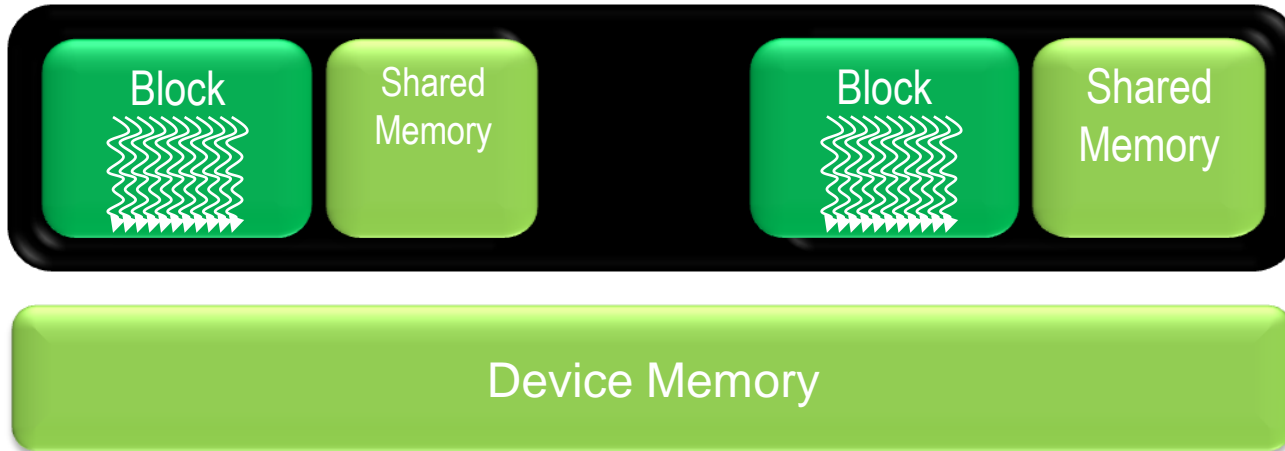 Block
Shared
Memory
Block
Shared
Memory
Device Memory